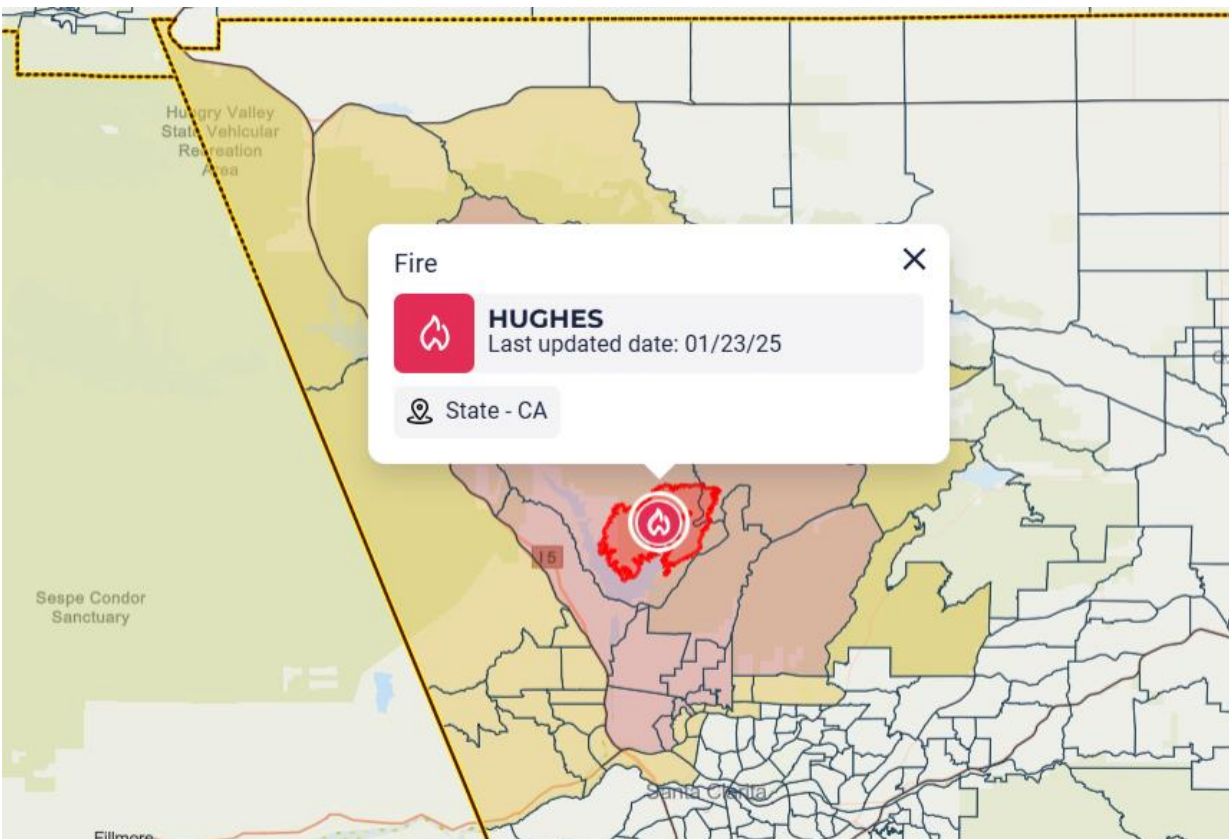 Hungry Valley
State Vehicular
Recreation
Area
Fire
HUGHES
Last updated date: 01/23/25
State - CA
I 5
Sespe Condor
Sanctuary
Santa Clarita
Fillmore